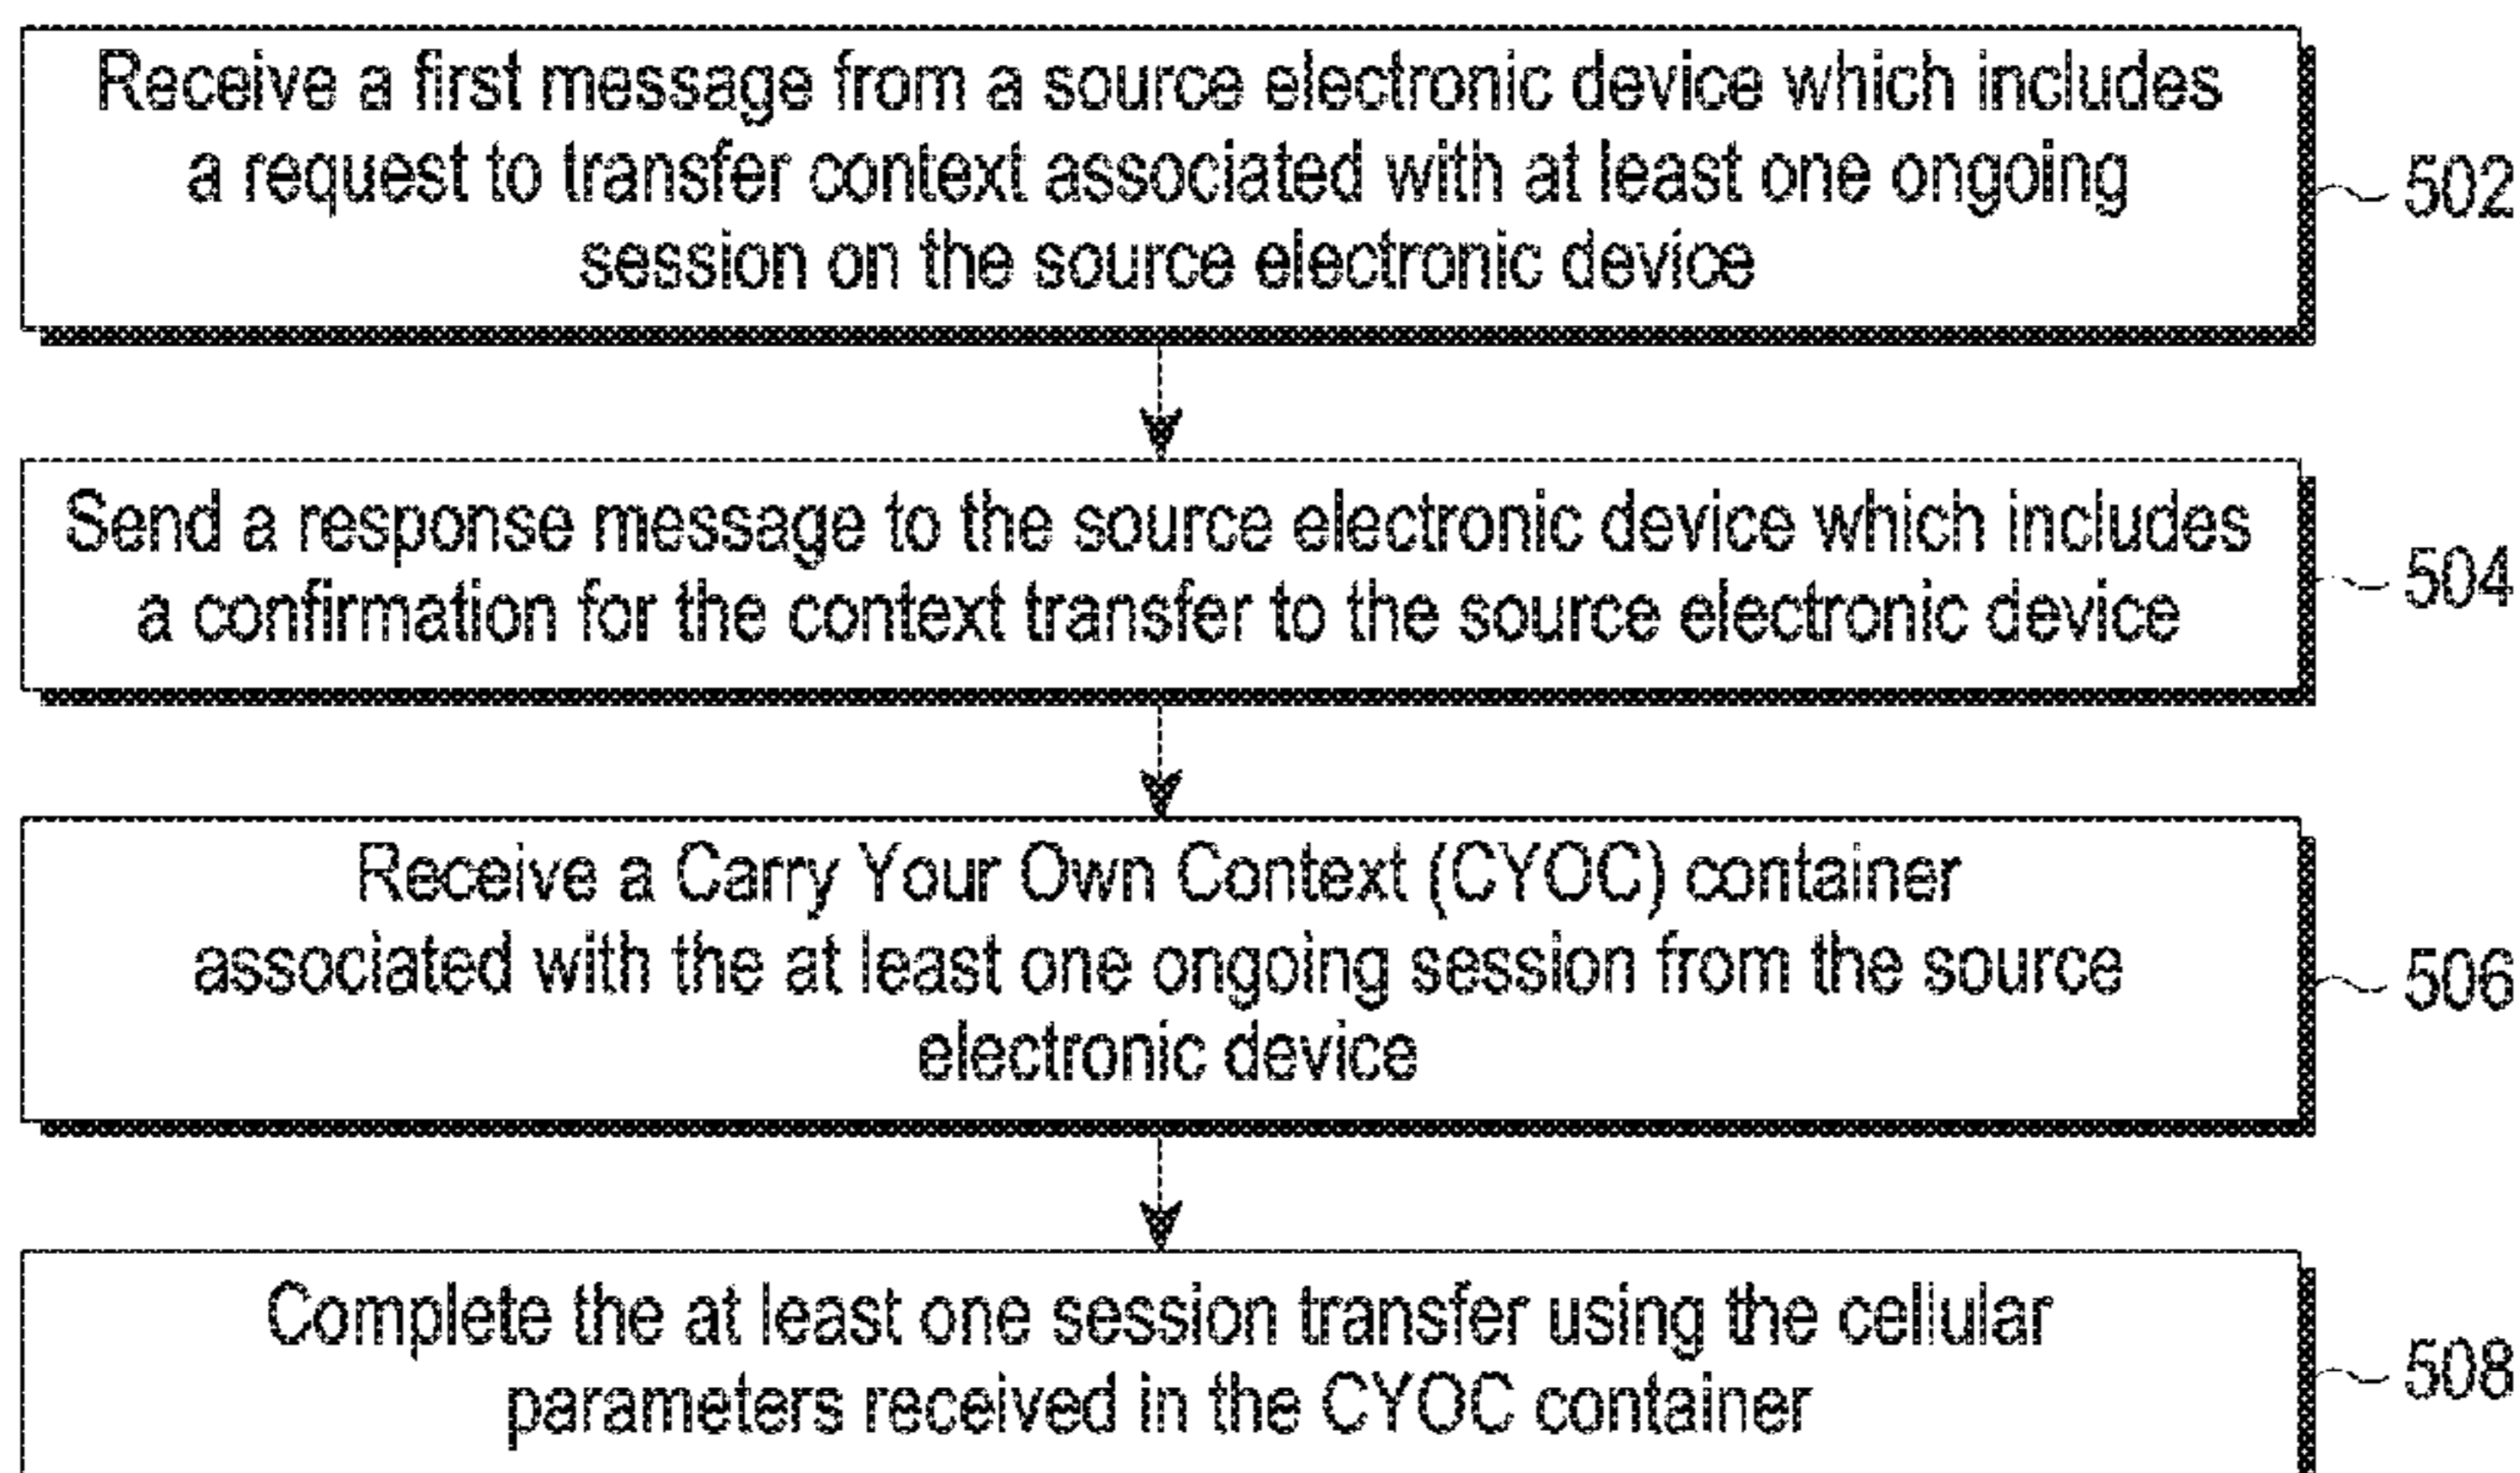 Receive a first message from a source electronic device which includes
a request to transfer context associated with at least one ongoing
session on the source electronic device
502
Send a response message to the source electronic device which includes
a confirmation for the context transfer to the source electronic device
504
Receive a Carry Your Own Context (CYOC) container
associated with the at least one ongoing session from the source
electronic device
506
Complete the at least one session transfer using the cellular
parameters received in the CYOC container
508